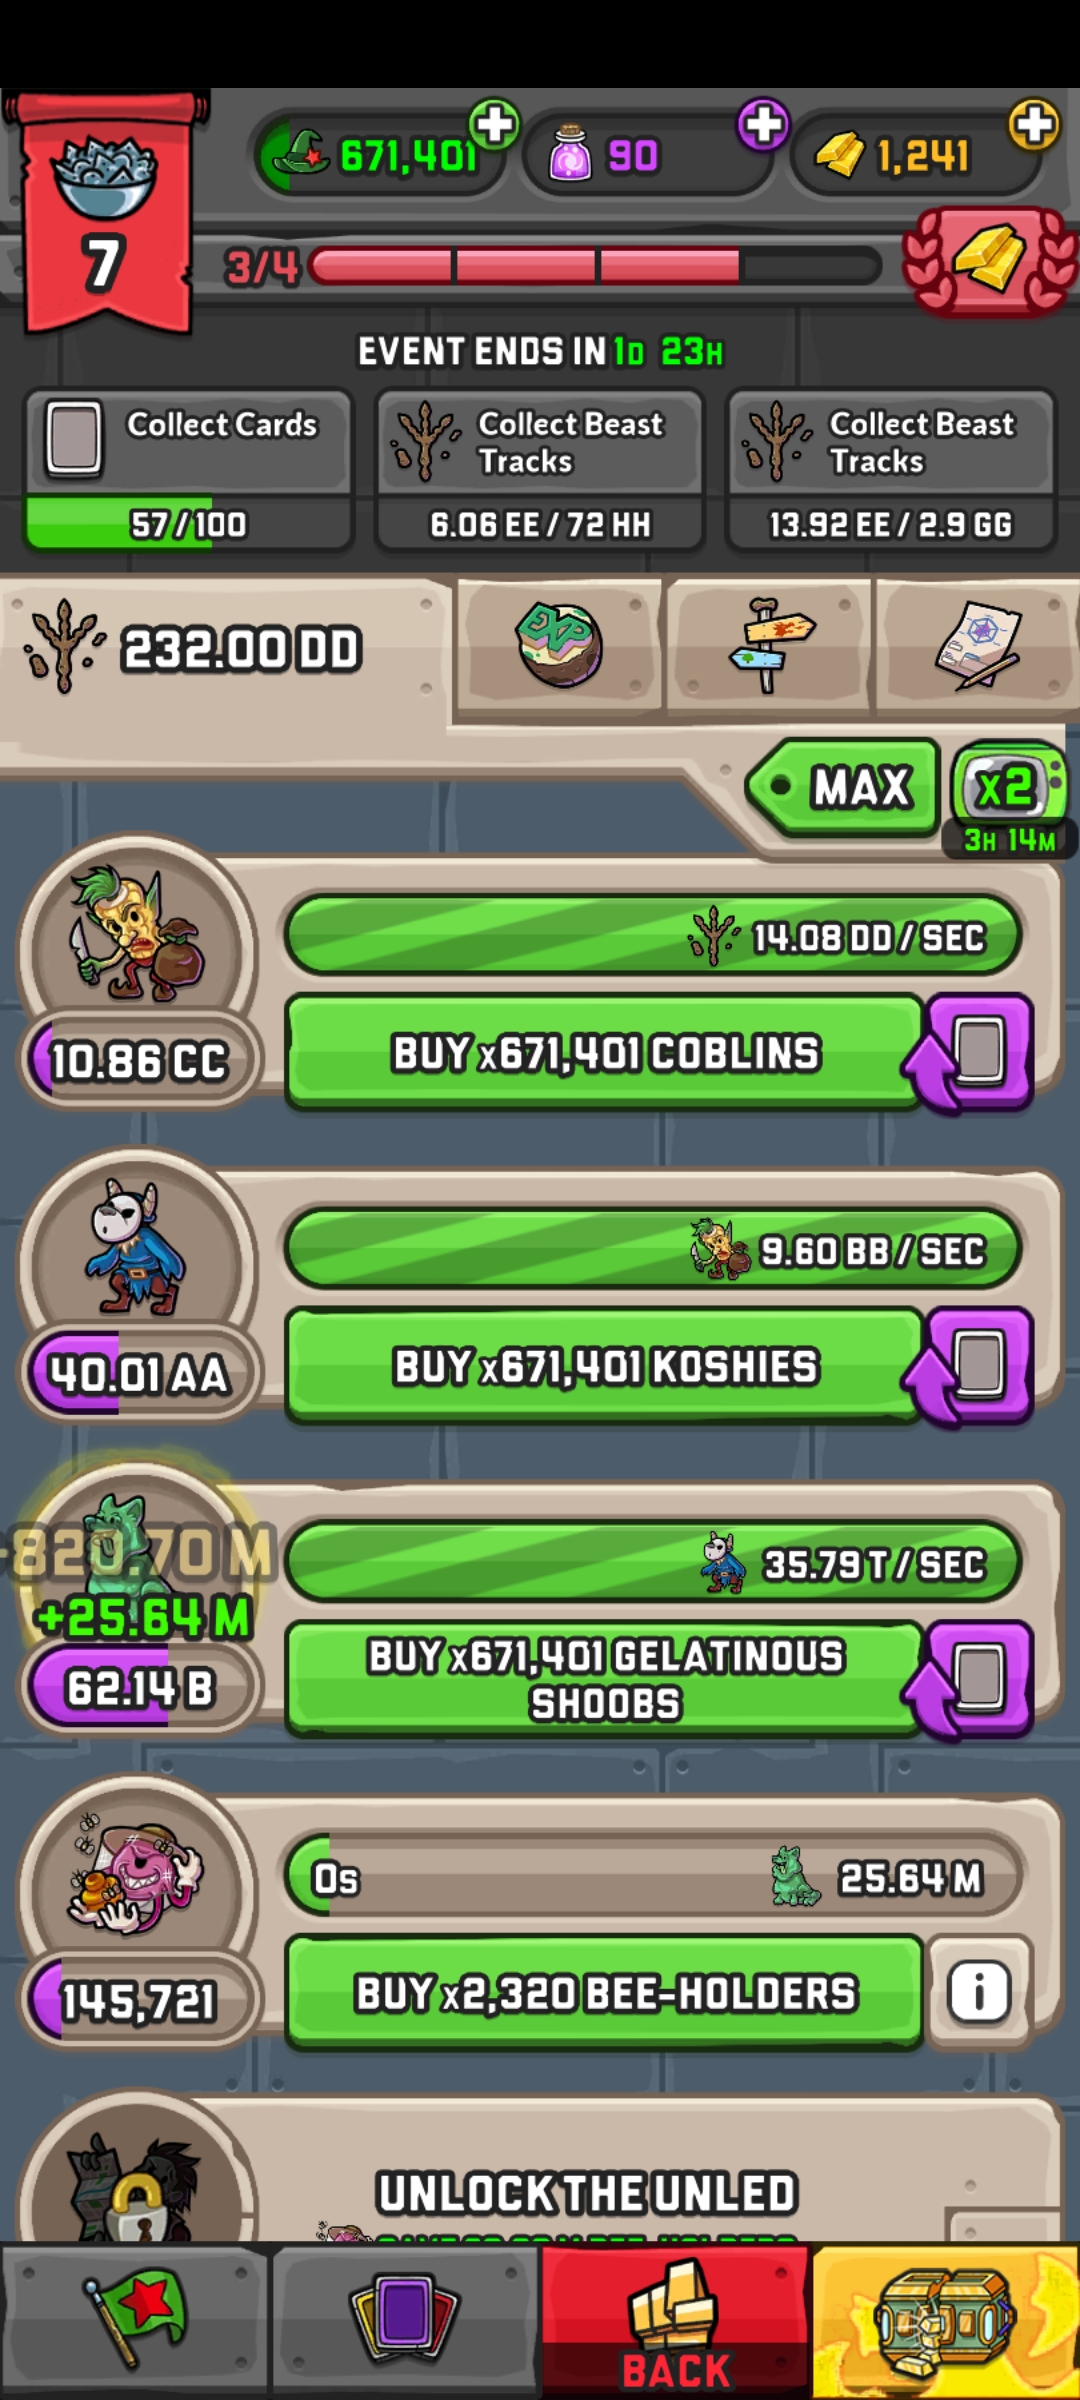 671,401
90
1,241
7
3/4
EVENT ENDS IN 1D 23H
Collect Cards
57/100
Collect Beast
Tracks
6.06 EE / 72 HH
Collect Beast
Tracks
13.92 EE / 2.9 GG
232.00 DD
EXP
MAX
x2
3H 14M
14.08 DD / SEC
10.86 CC
BUY x671,401 COBLINS
9.60 BB / SEC
40.01 AA
BUY x671,401 KOSHIES
820.70 M
35.79 T / SEC
+25.64 M
62.14 B
BUY x671,401 GELATINOUS
SHOOBS
0s
25.64 M
145,721
BUY x2,320 BEE-HOLDERS
i
UNLOCK THE UNLED
BACK